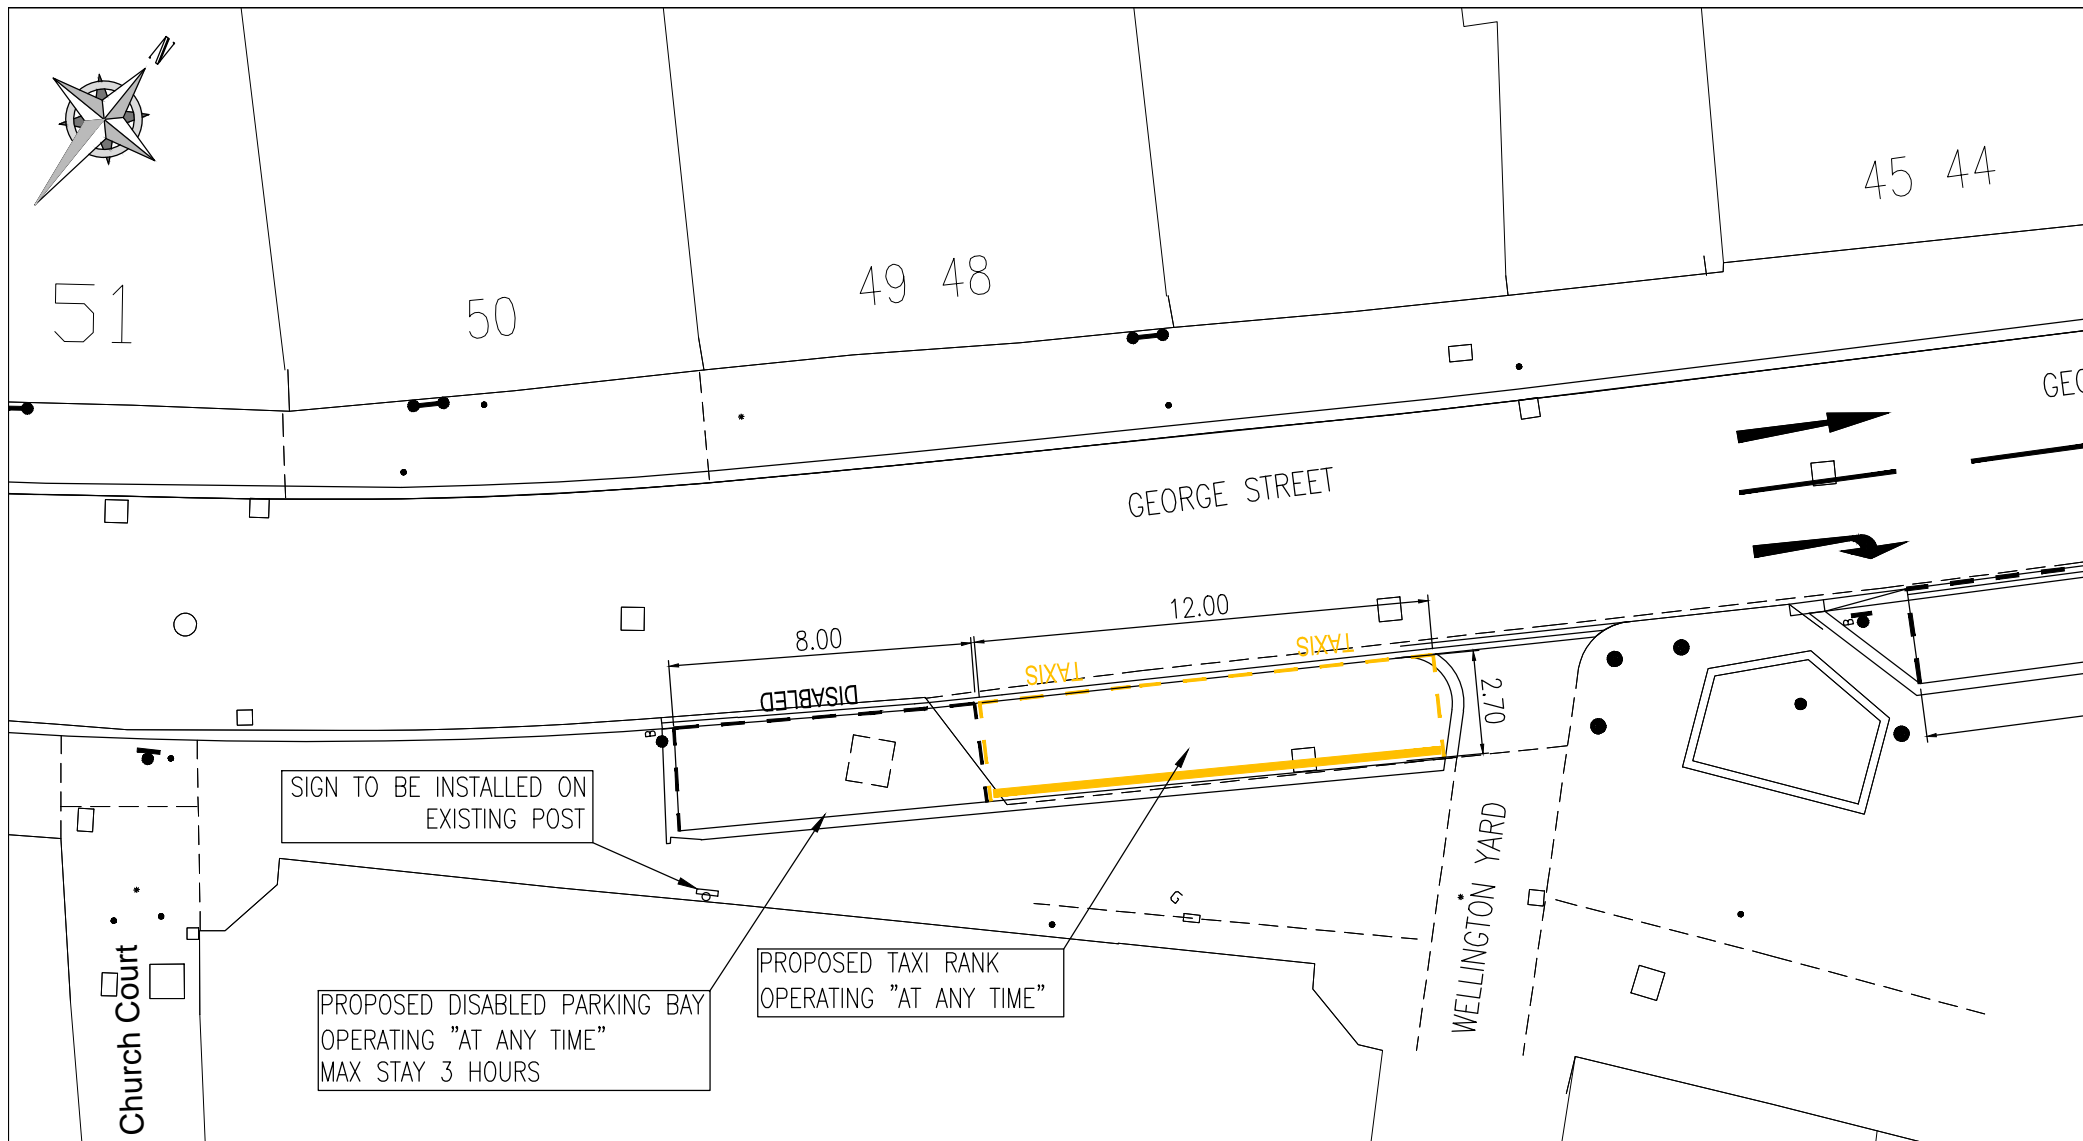 N
51
50
49 48
45 44
GEO
GEORGE STREET
12.00
8.00
TAXIS
TAXIS
DISABLED
2.70
B
B
SIGN TO BE INSTALLED ON
EXISTING POST
G
WELLINGTON YARD
PROPOSED TAXI RANK
OPERATING "AT ANY TIME"
PROPOSED DISABLED PARKING BAY
OPERATING "AT ANY TIME"
MAX STAY 3 HOURS
Church Court